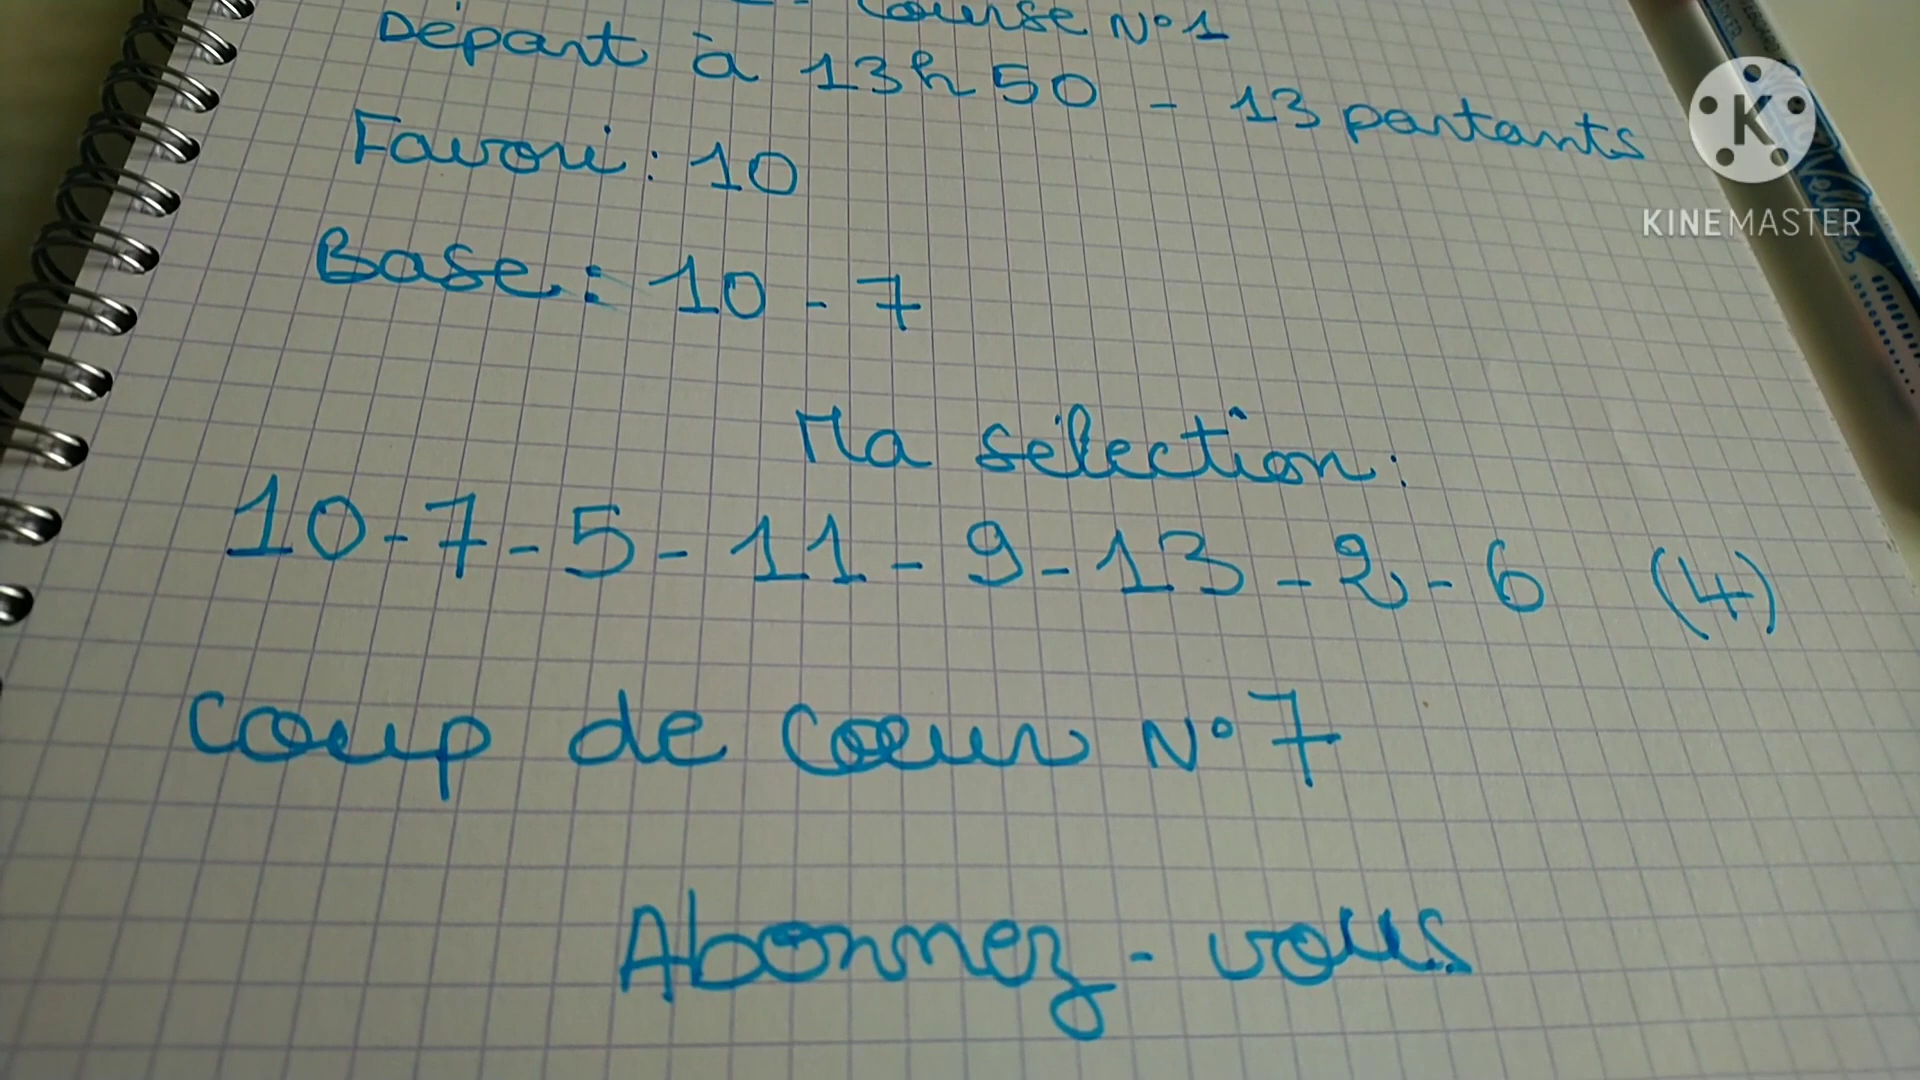 Course N° 1
Départ à 13h50 - 13 partants
Favori : 10
Base : 10 - 7
Ma sélection :
10 - 7 - 5 - 11 - 9 - 13 - 2 - 6 (4)
Coup de cœur N° 7
Abonnez-vous
K
KINEMASTER